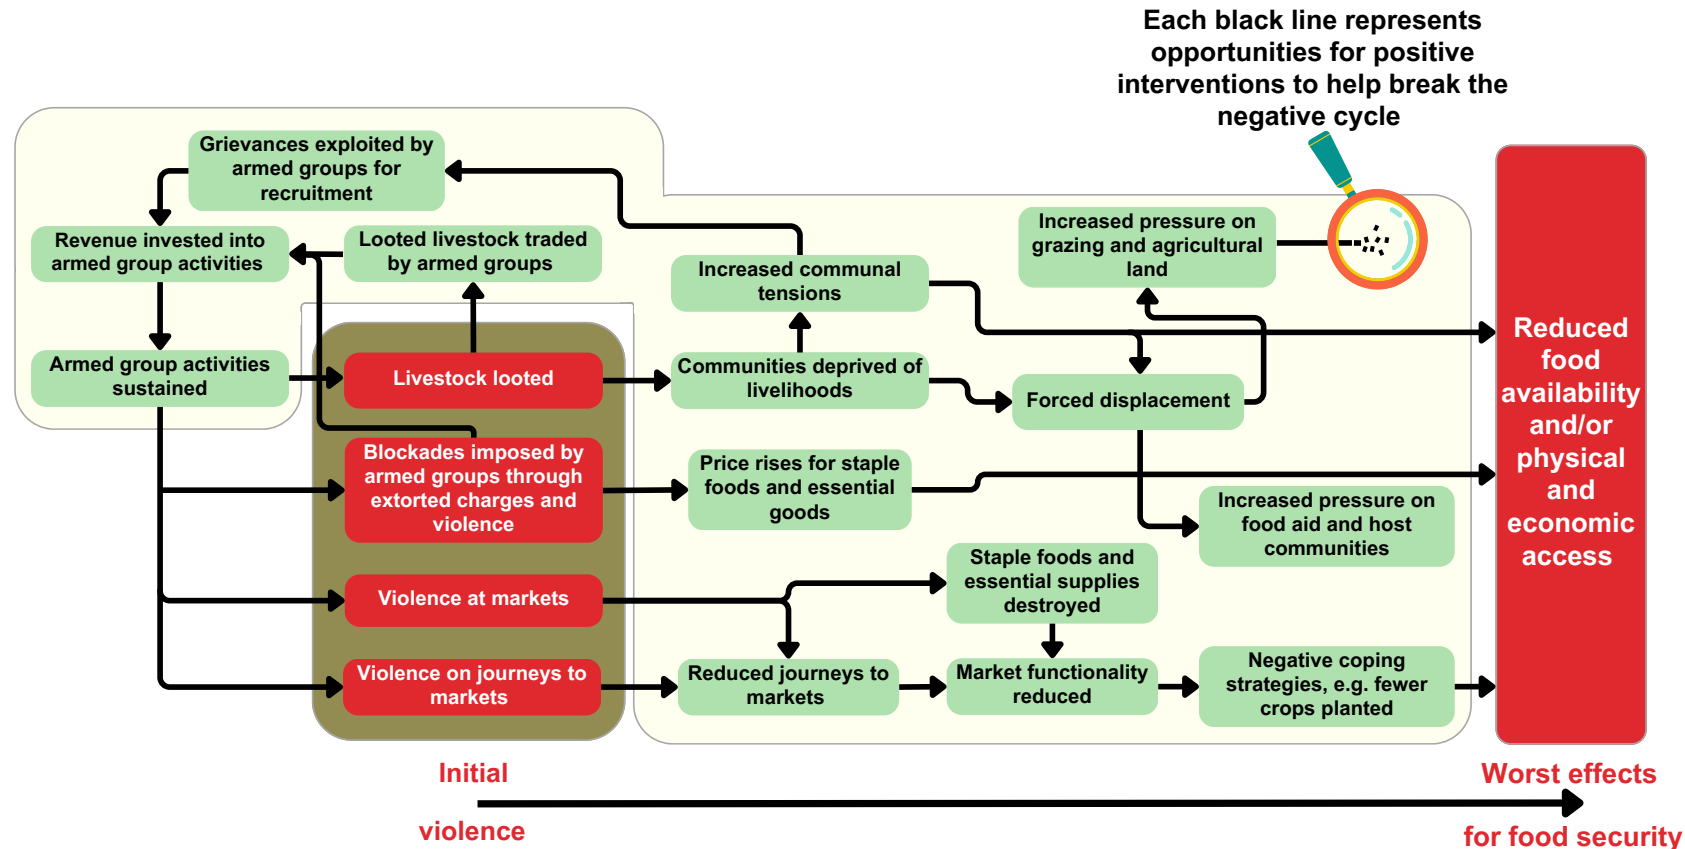 Each black line represents
opportunities for positive
interventions to help break the
negative cycle
Grievances exploited by
armed groups for
recruitment
Revenue invested into
armed group activities
Looted livestock traded
by armed groups
Armed group activities
sustained
Livestock looted
Blockades imposed by
armed groups through
extorted charges and
violence
Violence at markets
Violence on journeys to
markets
Increased communal
tensions
Communities deprived of
livelihoods
Price rises for staple
foods and essential
goods
Reduced journeys to
markets
Increased pressure on
grazing and agricultural
land
Forced displacement
Increased pressure on
food aid and host
communities
Staple foods and
essential supplies
destroyed
Market functionality
reduced
Negative coping
strategies, e.g. fewer
crops planted
Reduced
food
availability
and/or
physical
and
economic
access
Initial
violence
Worst effects
for food security